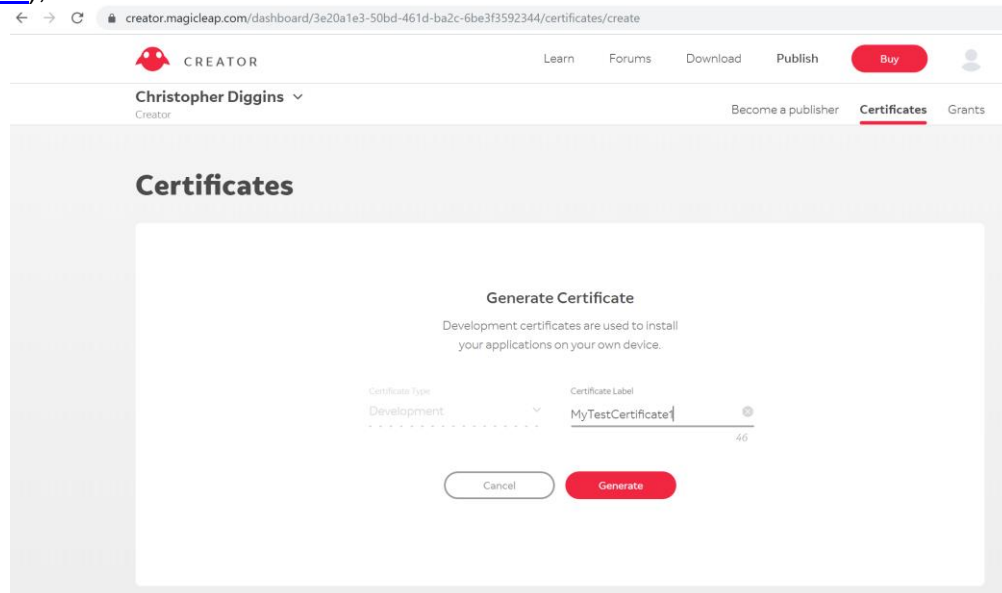 creator.magicleap.com/dashboard/3e20a1e3-50bd-461d-ba2c-6be3f3592344/certificates/create
CREATOR Learn Forums Download Publish Buy
Christopher Diggins
Creator
Become a publisher Certificates Grants
Certificates
Generate Certificate
Development certificates are used to install
your applications on your own device.
Certificate Type Certificate Label
Development MyTestCertificate1
46
Cancel Generate